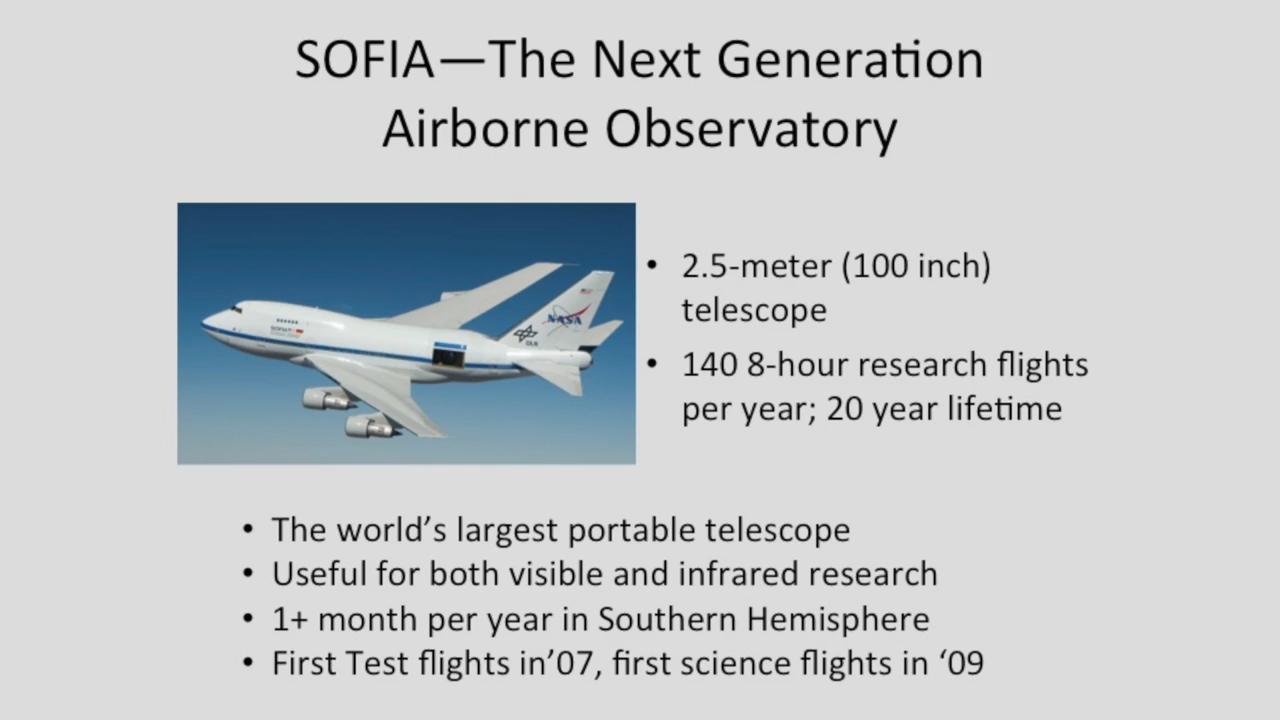 SOFIA—The Next Generation
Airborne Observatory
SOFIA
NASA
DLR
• 2.5-meter (100 inch)
telescope
• 140 8-hour research flights
per year; 20 year lifetime
• The world’s largest portable telescope
• Useful for both visible and infrared research
• 1+ month per year in Southern Hemisphere
• First Test flights in’07, first science flights in ‘09